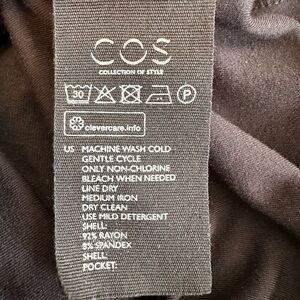 COS
COLLECTION OF STYLE
30 P
clevercare.info
US MACHINE WASH COLD
GENTLE CYCLE
ONLY NON-CHLORINE
BLEACH WHEN NEEDED
LINE DRY
MEDIUM IRON
DRY CLEAN
USE MILD DETERGENT
SHELL:
92% RAYON
8% SPANDEX
SHELL:
POCKET: